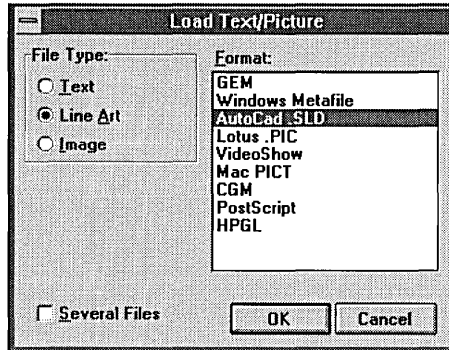 Load Text/Picture
File Type:
Text
Line Art
Image
Format:
GEM
Windows Metafile
AutoCad .SLD
Lotus .PIC
VideoShow
Mac PICT
CGM
PostScript
HPGL
Several Files
OK
Cancel